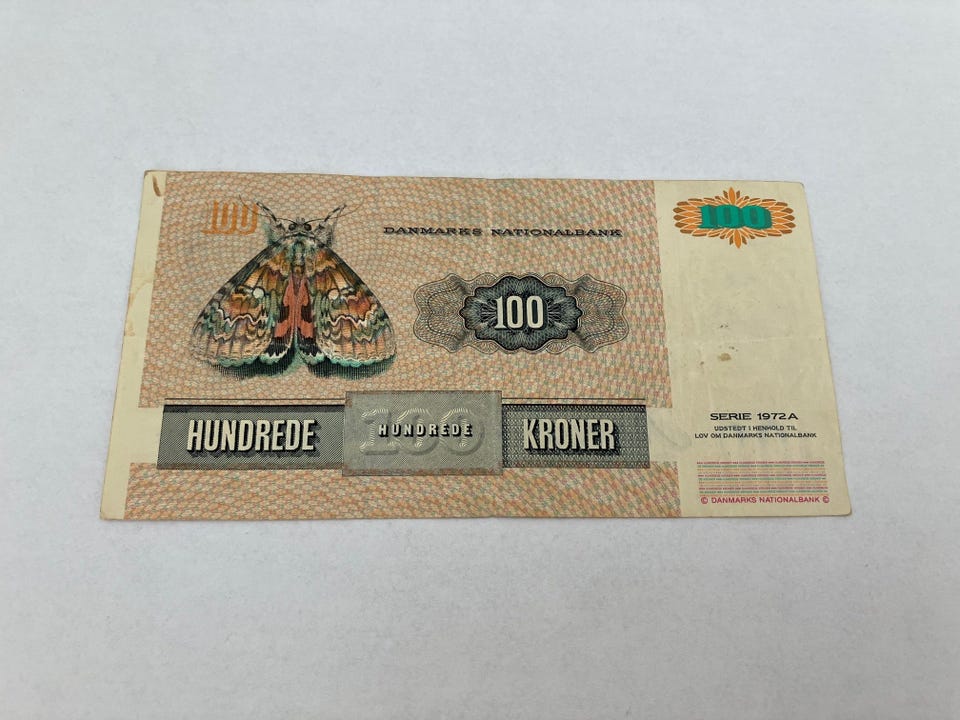 100
100
DANMARKS NATIONALBANK
100
HUNDREDE
100
HUNDREDE
KRONER
SERIE 1972A
UDSTEDT I HENHOLD TIL
LOV OM DANMARKS NATIONALBANK
© DANMARKS NATIONALBANK ©